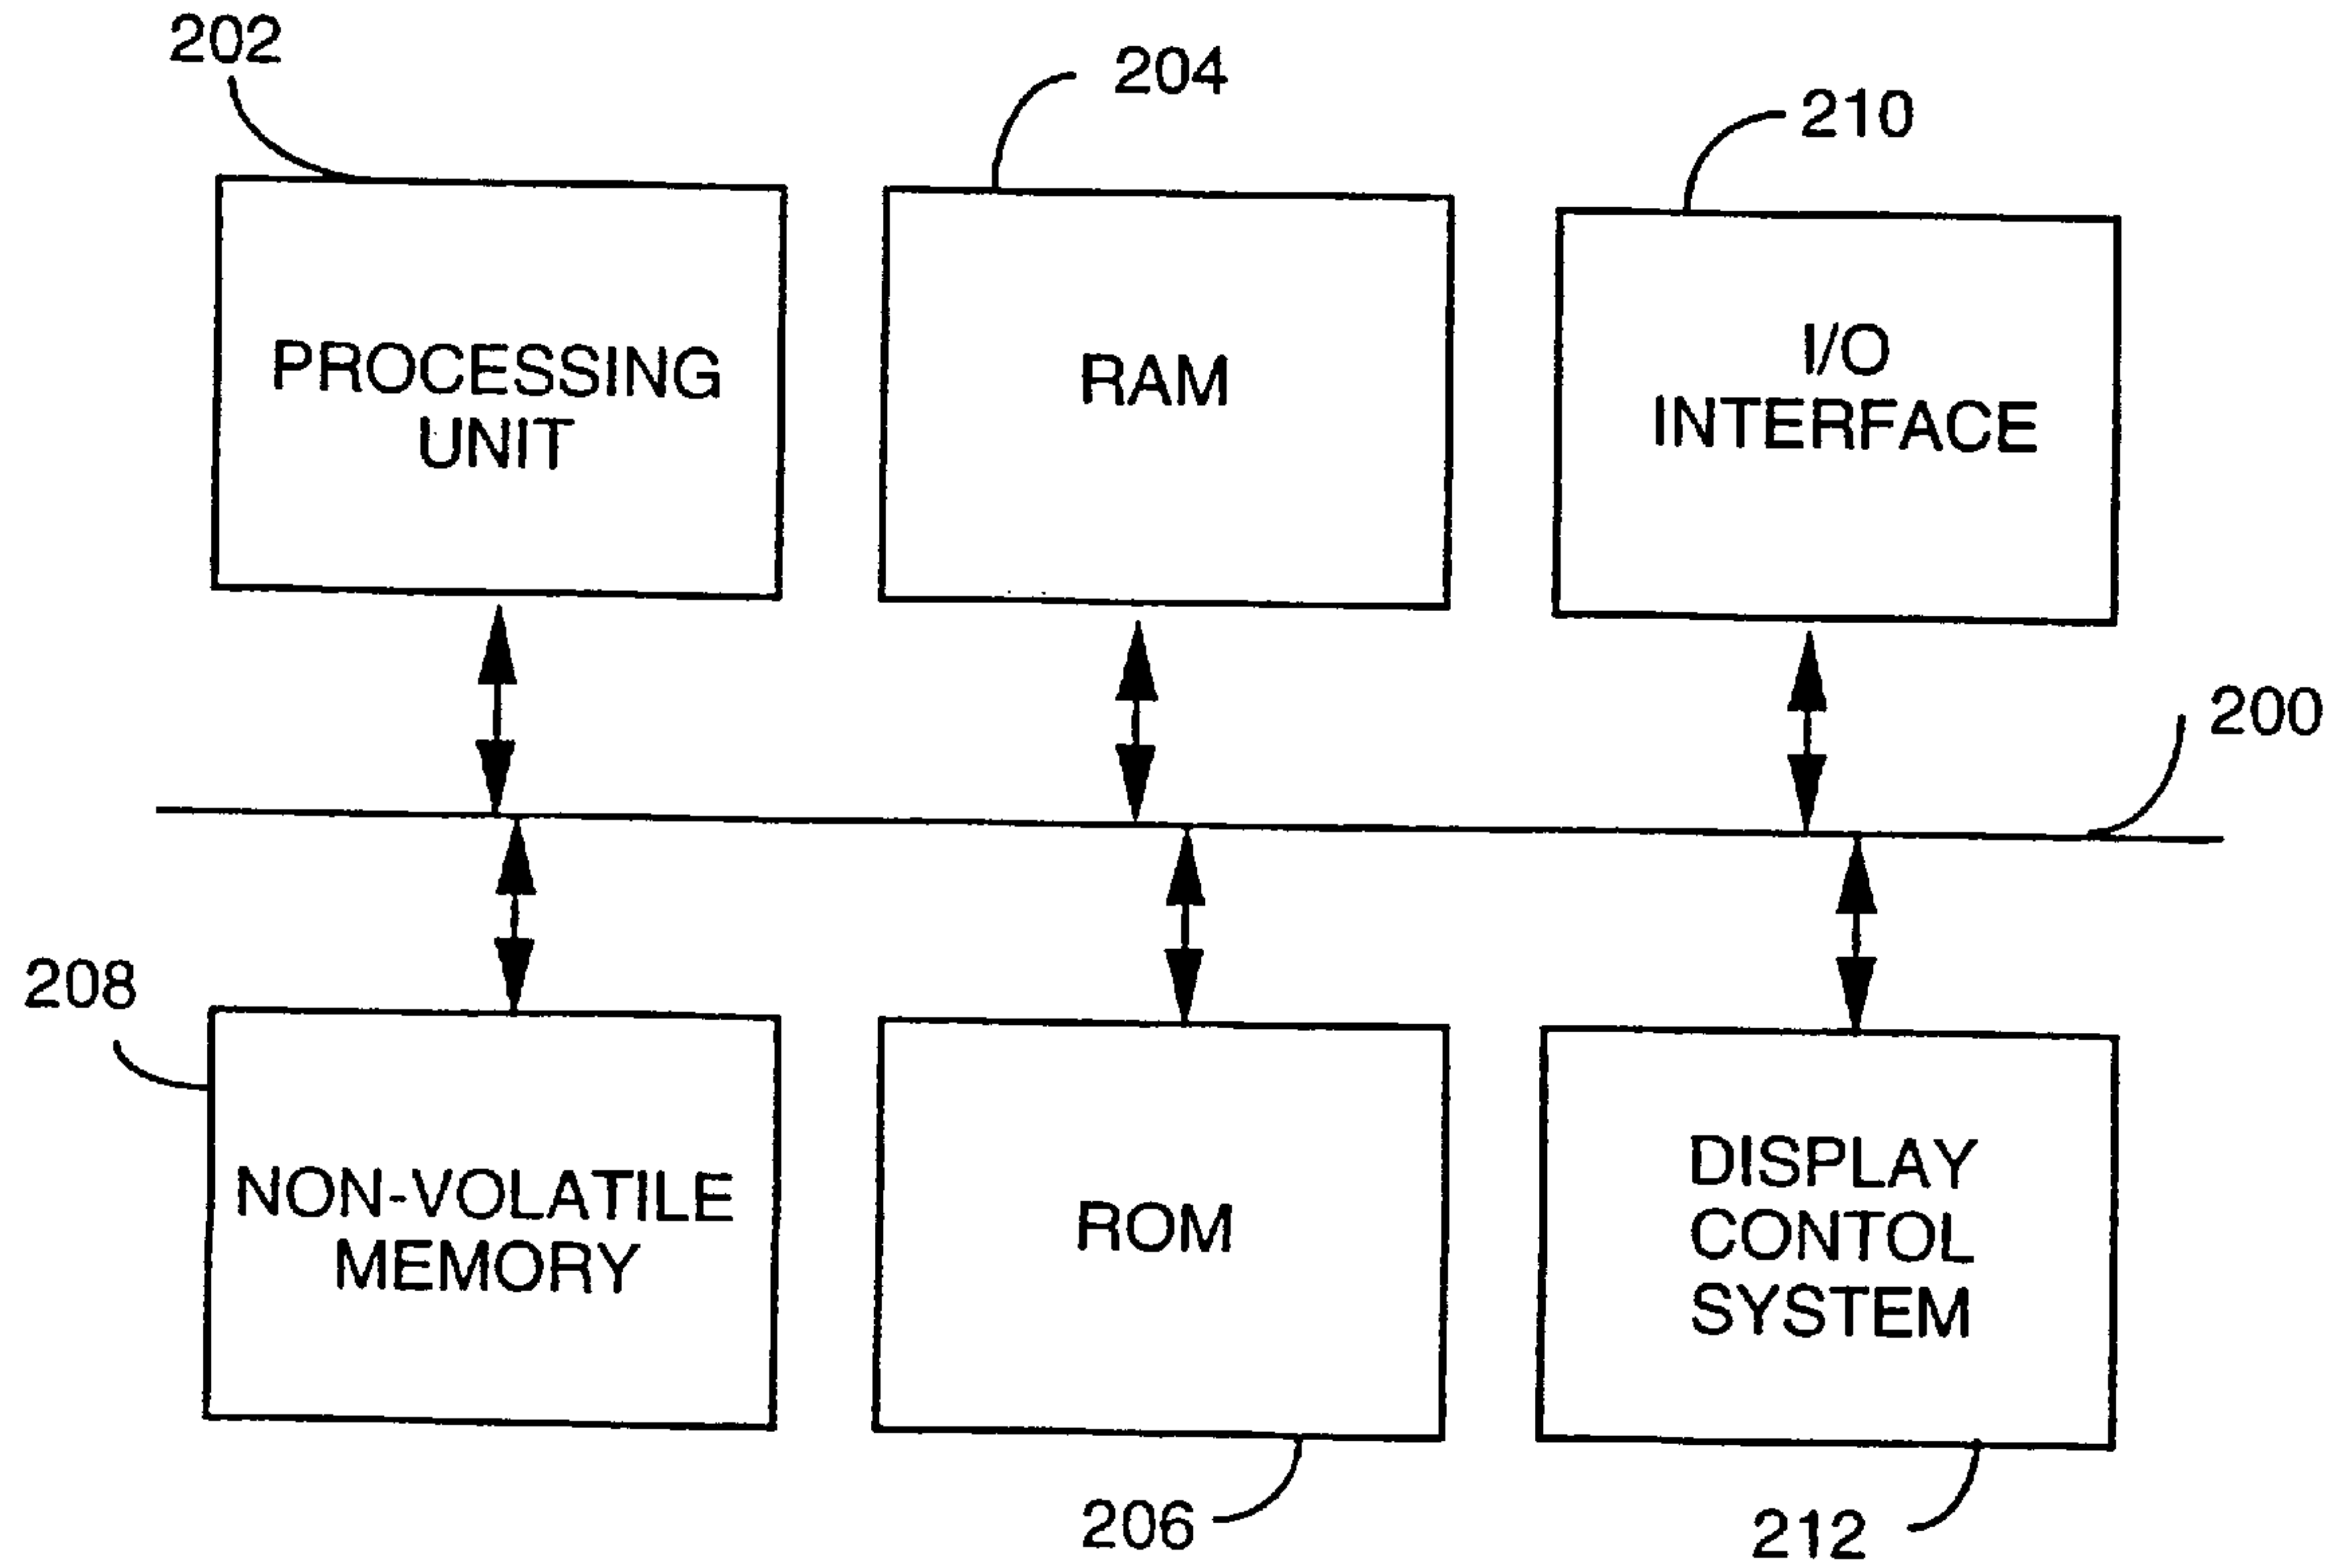 202
204
210
PROCESSING
UNIT
RAM
I/O
INTERFACE
200
208
NON-VOLATILE
MEMORY
ROM
DISPLAY
CONTOL
SYSTEM
206
212